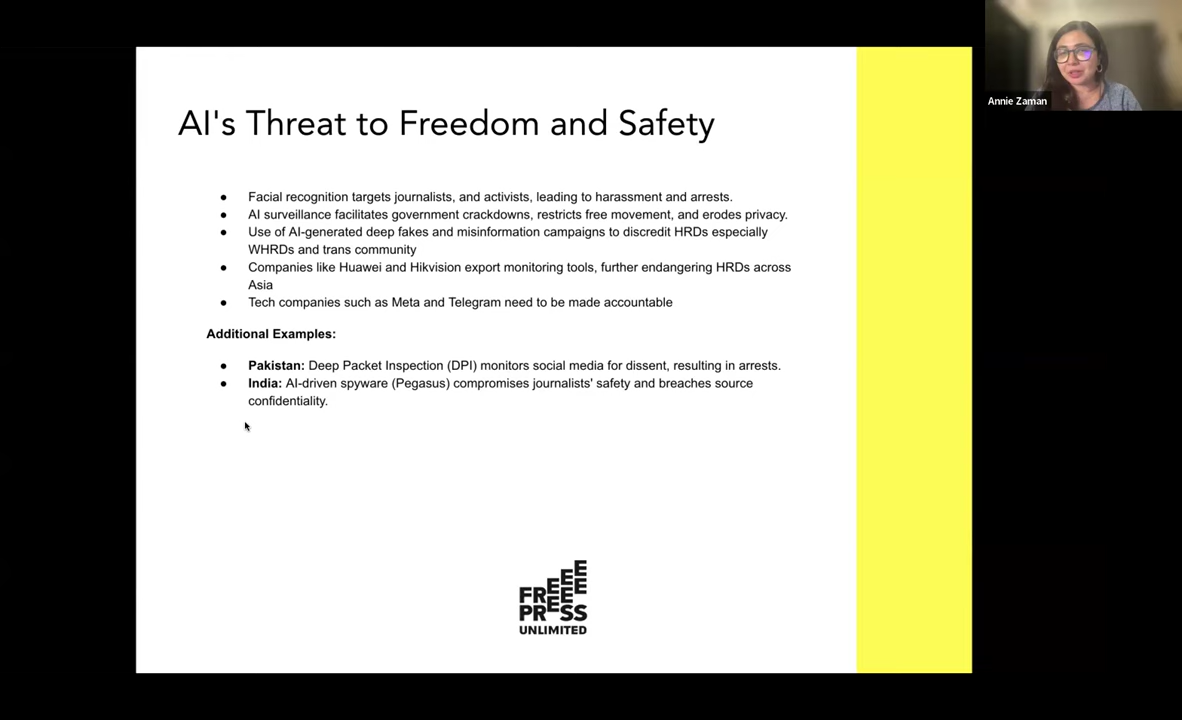 AI's Threat to Freedom and Safety
● Facial recognition targets journalists, and activists, leading to harassment and arrests.
● AI surveillance facilitates government crackdowns, restricts free movement, and erodes privacy.
● Use of AI-generated deep fakes and misinformation campaigns to discredit HRDs especially
WHRDs and trans community
● Companies like Huawei and Hikvision export monitoring tools, further endangering HRDs across
Asia
● Tech companies such as Meta and Telegram need to be made accountable
Additional Examples:
● Pakistan: Deep Packet Inspection (DPI) monitors social media for dissent, resulting in arrests.
● India: AI-driven spyware (Pegasus) compromises journalists' safety and breaches source
confidentiality.
FREEEEE
PRESS
UNLIMITED
Annie Zaman